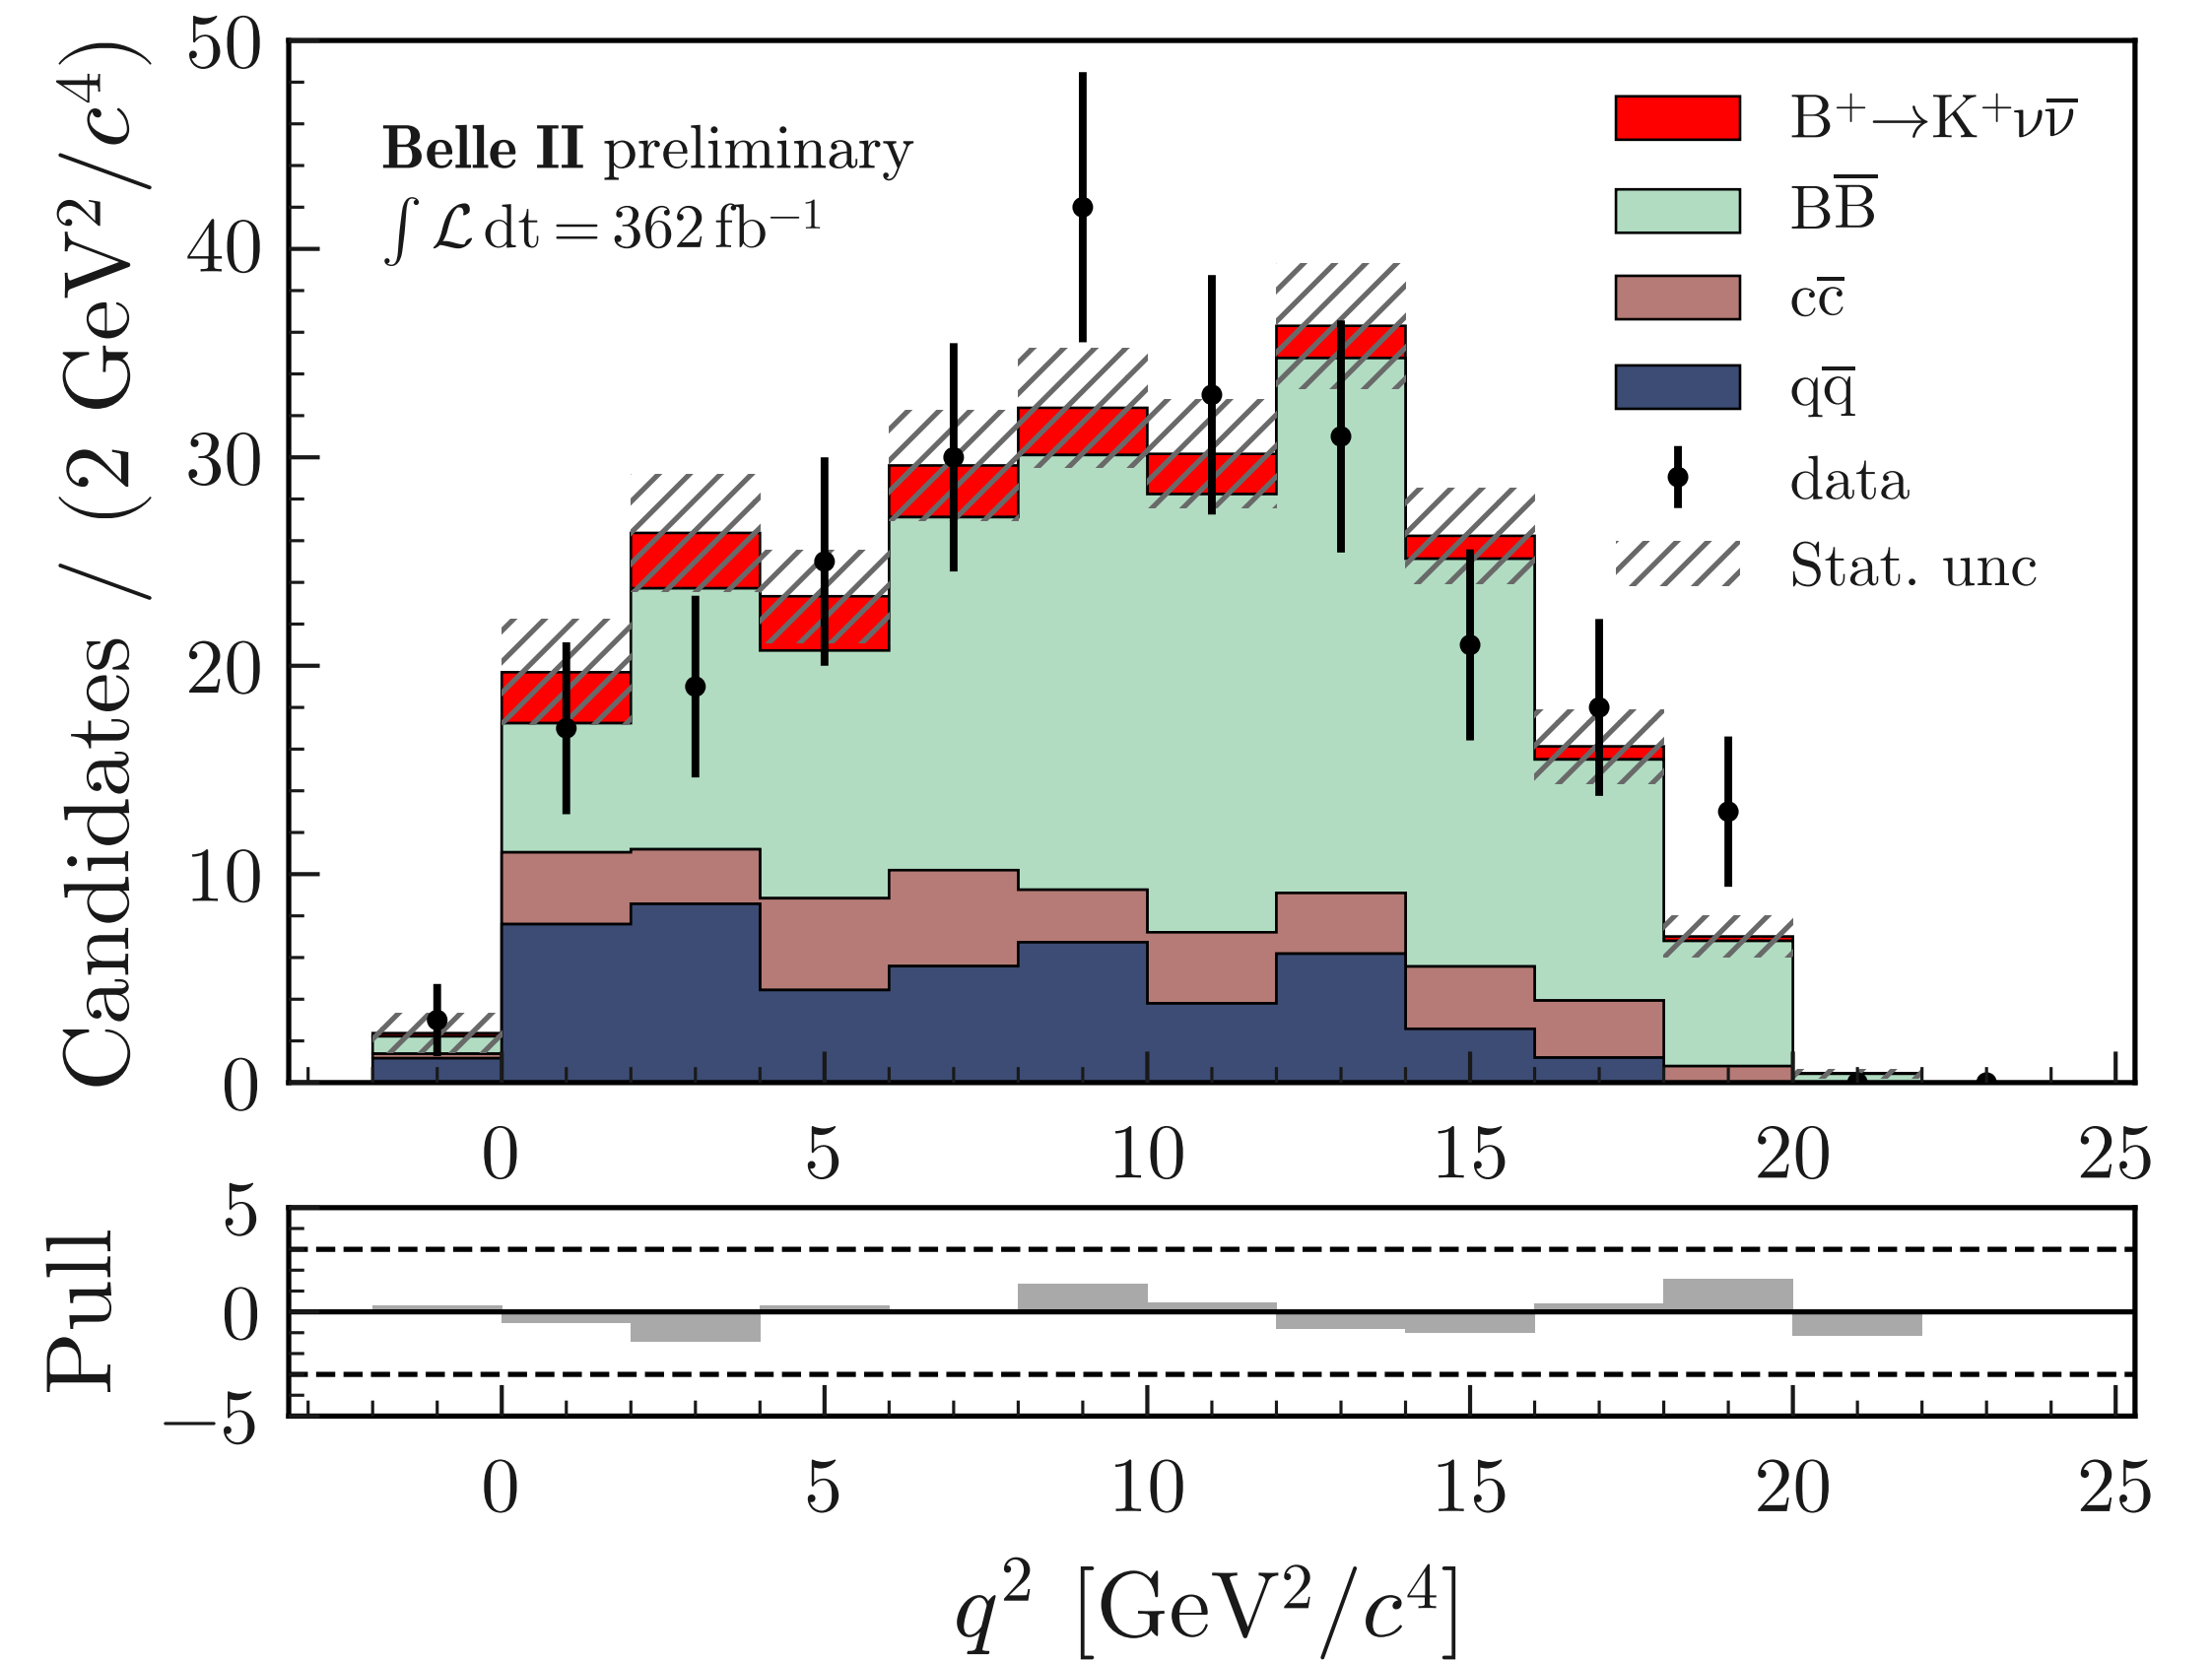 Candidates / (2 GeV²/c⁴)
50
40
30
20
10
0
Belle II preliminary
∫ ℒ dt = 362 fb⁻¹
B⁺→K⁺νν̅
BB̅
cc̅
qq̅
data
Stat. unc
0 5 10 15 20 25
Pull
5
0
−5
0 5 10 15 20 25
q² [GeV²/c⁴]